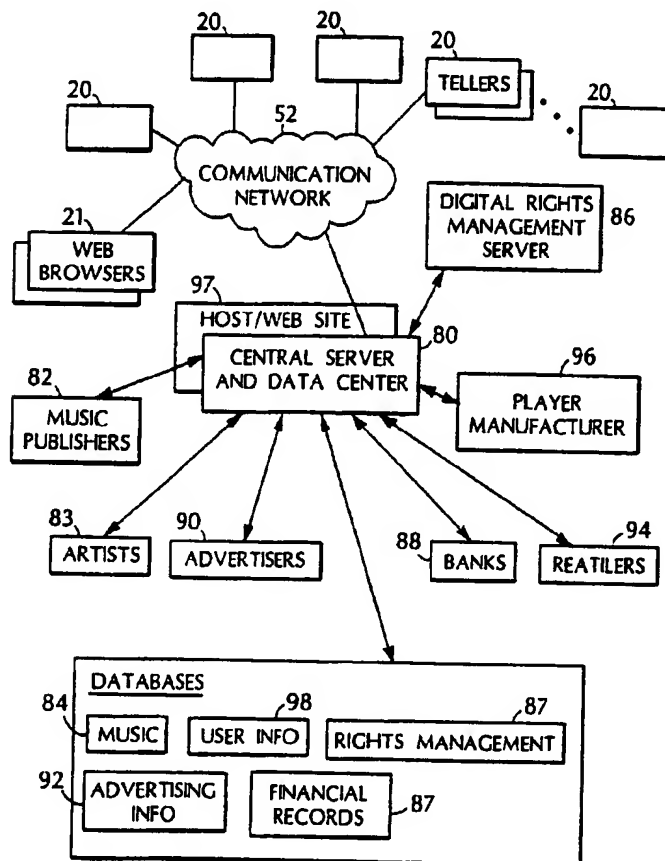 20
20
20
20
TELLERS
20
52
COMMUNICATION
NETWORK
21
WEB
BROWSERS
DIGITAL RIGHTS
MANAGEMENT
SERVER
86
97
HOST/WEB SITE
80
CENTRAL SERVER
AND DATA CENTER
82
MUSIC
PUBLISHERS
96
PLAYER
MANUFACTURER
83
ARTISTS
90
ADVERTISERS
88
BANKS
94
REATILERS
DATABASES
84
MUSIC
98
USER INFO
87
RIGHTS MANAGEMENT
92
ADVERTISING
INFO
FINANCIAL
RECORDS
87